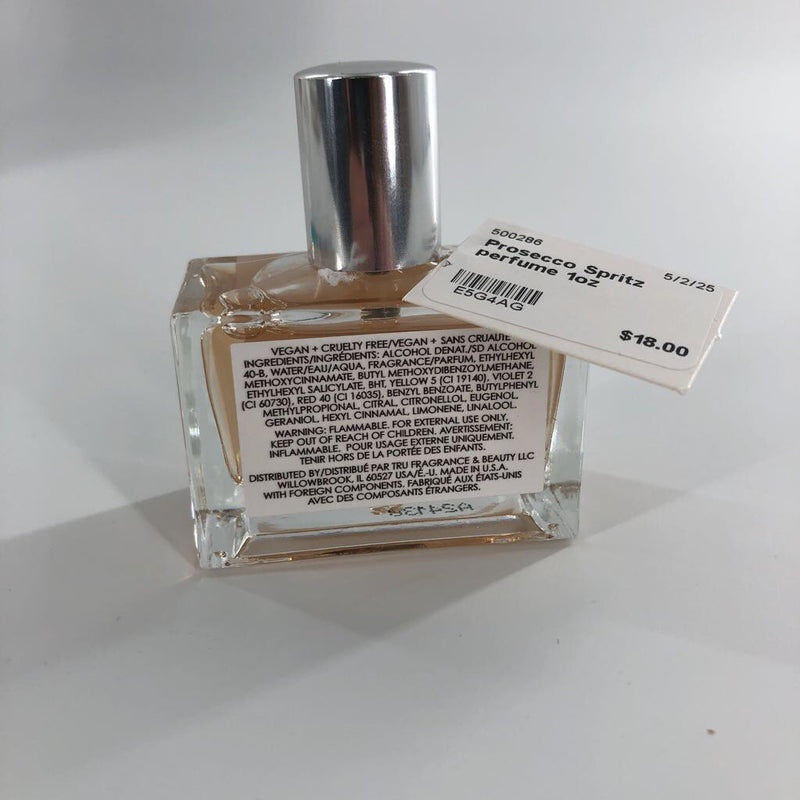 500286
5/2/25
Prosecco Spritz
perfume 1oz
E5G4AG
$18.00
VEGAN + CRUELTY FREE/VEGAN + SANS CRUAUTÉ
INGREDIENTS/INGRÉDIENTS: ALCOHOL DENAT./SD ALCOHOL
40-B, WATER/EAU/AQUA, FRAGRANCE/PARFUM, ETHYLHEXYL
METHOXYCINNAMATE, BUTYL METHOXYDIBENZOYLMETHANE,
ETHYLHEXYL SALICYLATE, BHT, YELLOW 5 (CI 19140), VIOLET 2
(CI 60730), RED 40 (CI 16035), BENZYL BENZOATE, BUTYLPHENYL
METHYLPROPIONAL, CITRAL, CITRONELLOL, EUGENOL,
GERANIOL, HEXYL CINNAMAL, LIMONENE, LINALOOL.
WARNING: FLAMMABLE. FOR EXTERNAL USE ONLY.
KEEP OUT OF REACH OF CHILDREN. AVERTISSEMENT:
INFLAMMABLE. POUR USAGE EXTERNE UNIQUEMENT.
TENIR HORS DE LA PORTÉE DES ENFANTS.
DISTRIBUTED BY/DISTRIBUÉ PAR TRU FRAGRANCE & BEAUTY LLC
WILLOWBROOK, IL 60527 USA/É.-U. MADE IN U.S.A.
WITH FOREIGN COMPONENTS. FABRIQUÉ AUX ÉTATS-UNIS
AVEC DES COMPOSANTS ÉTRANGERS.